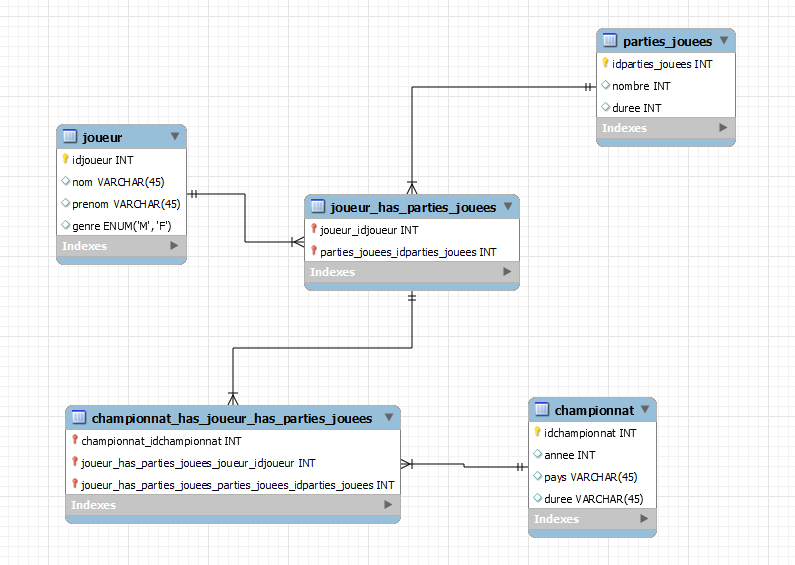 parties_jouees
idparties_jouees INT
nombre INT
duree INT
Indexes
joueur
idjoueur INT
nom VARCHAR(45)
prenom VARCHAR(45)
genre ENUM('M','F')
Indexes
joueur_has_parties_jouees
joueur_idjoueur INT
parties_jouees_idparties_jouees INT
Indexes
championnat_has_joueur_has_parties_jouees
championnat_idchampionnat INT
joueur_has_parties_jouees_joueur_idjoueur INT
joueur_has_parties_jouees_parties_jouees_idparties_jouees INT
Indexes
championnat
idchampionnat INT
annee INT
pays VARCHAR(45)
duree VARCHAR(45)
Indexes